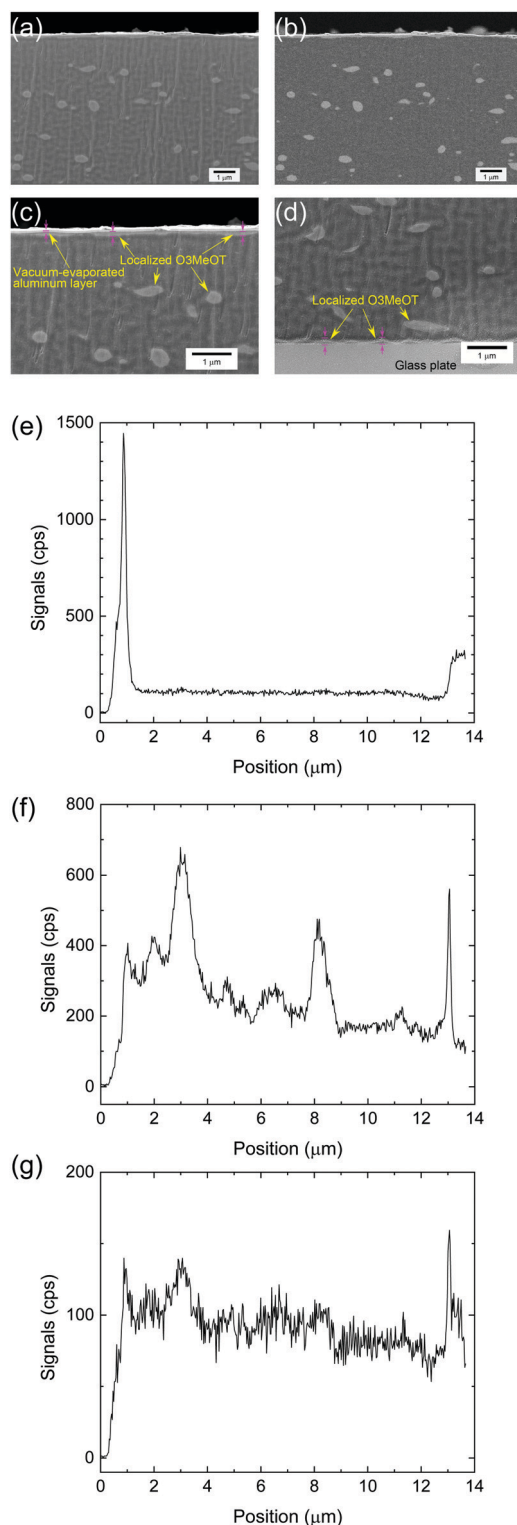 (a)
(b)
1 μm
1 μm
(c)
(d)
Localized O3MeOT
Vacuum-evaporated
aluminum layer
1 μm
Localized O3MeOT
1 μm
Glass plate
(e)
1500
1000
500
0
Signals (cps)
0 2 4 6 8 10 12 14
Position (μm)
(f)
800
600
400
200
0
Signals (cps)
0 2 4 6 8 10 12 14
Position (μm)
(g)
200
150
100
50
0
Signals (cps)
0 2 4 6 8 10 12 14
Position (μm)